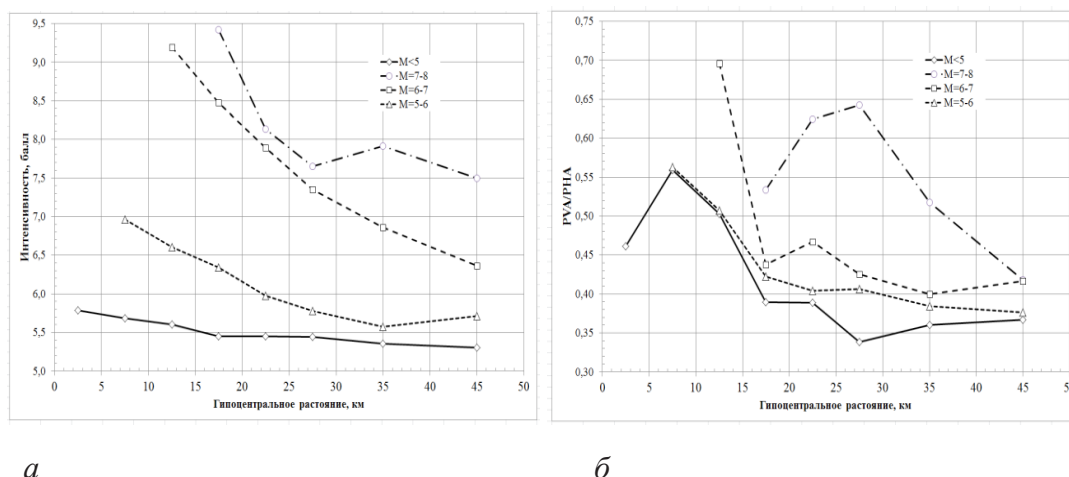 9,5
9,0
8,5
8,0
7,5
7,0
6,5
6,0
5,5
5,0
Интенсивность, балл
M<5
M=7-8
M=6-7
M=5-6
0 5 10 15 20 25 30 35 40 45 50
Гипоцентральное растояние, км
а
0,75
0,70
0,65
0,60
0,55
0,50
0,45
0,40
0,35
0,30
PVA/PHA
M<5
M=7-8
M=6-7
M=5-6
0 5 10 15 20 25 30 35 40 45 50
Гипоцентральное растояние, км
б